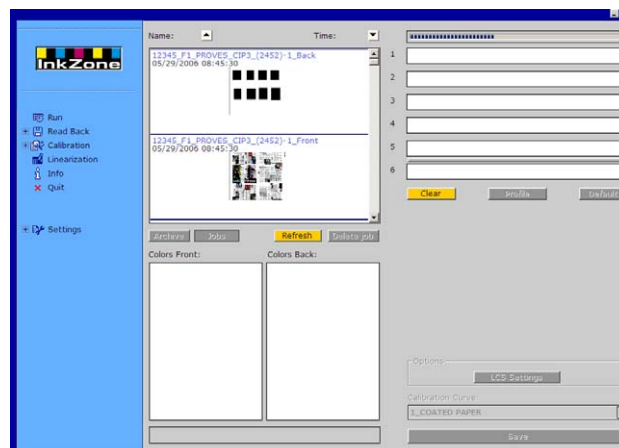 InkZone
Run
Read Back
Calibration
Linearization
Info
Quit
Settings
Name:
Time:
12345_F1_PROVES_CIP3_(2452)-1_Back
05/29/2006 08:45:30
12345_F1_PROVES_CIP3_(2452)-1_Front
05/29/2006 08:45:30
Archive
Jobs
Refresh
Delete job
Colors Front:
Colors Back:
1
2
3
4
5
6
Clear
Profile
Default
Options
LCS Settings
Calibration Curve:
1_COATED PAPER
Save